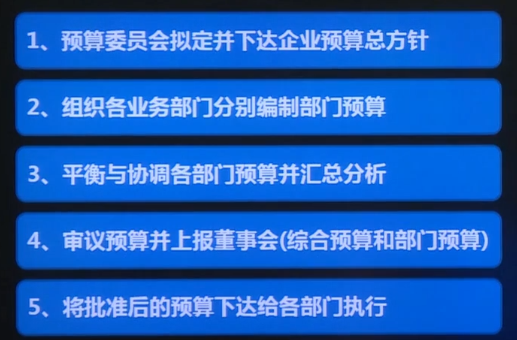 1、预算委员会拟定并下达企业预算总方针
2、组织各业务部门分别编制部门预算
3、平衡与协调各部门预算并汇总分析
4、审议预算并上报董事会(综合预算和部门预算)
5、将批准后的预算下达给各部门执行